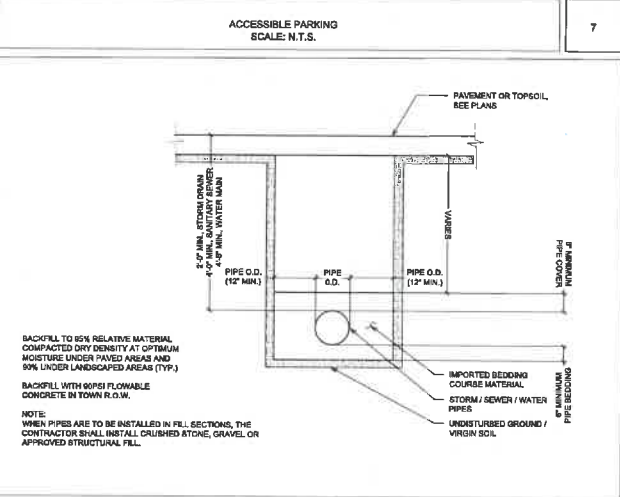 ACCESSIBLE PARKING
SCALE: N.T.S.
7
PAVEMENT OR TOPSOIL,
SEE PLANS
2'-0" MIN., STORM DRAIN
4'-0" MIN., SANITARY SEWER
4'-8" MIN., WATER MAIN
VARIES
PIPE O.D.
(12" MIN.)
PIPE
O.D.
PIPE O.D.
(12" MIN.)
MINIMUM
PIPE COVER
BACKFILL TO 95% RELATIVE MATERIAL
COMPACTED DRY DENSITY AT OPTIMUM
MOISTURE UNDER PAVED AREAS AND
90% UNDER LANDSCAPED AREAS (TYP.)
BACKFILL WITH 90PSI FLOWABLE
CONCRETE IN TOWN R.O.W.
NOTE:
WHEN PIPES ARE TO BE INSTALLED IN FILL SECTIONS, THE
CONTRACTOR SHALL INSTALL CRUSHED STONE, GRAVEL OR
APPROVED STRUCTURAL FILL.
IMPORTED BEDDING
COURSE MATERIAL
STORM / SEWER / WATER
PIPES
UNDISTURBED GROUND /
VIRGIN SOIL
6" MINIMUM
PIPE BEDDING